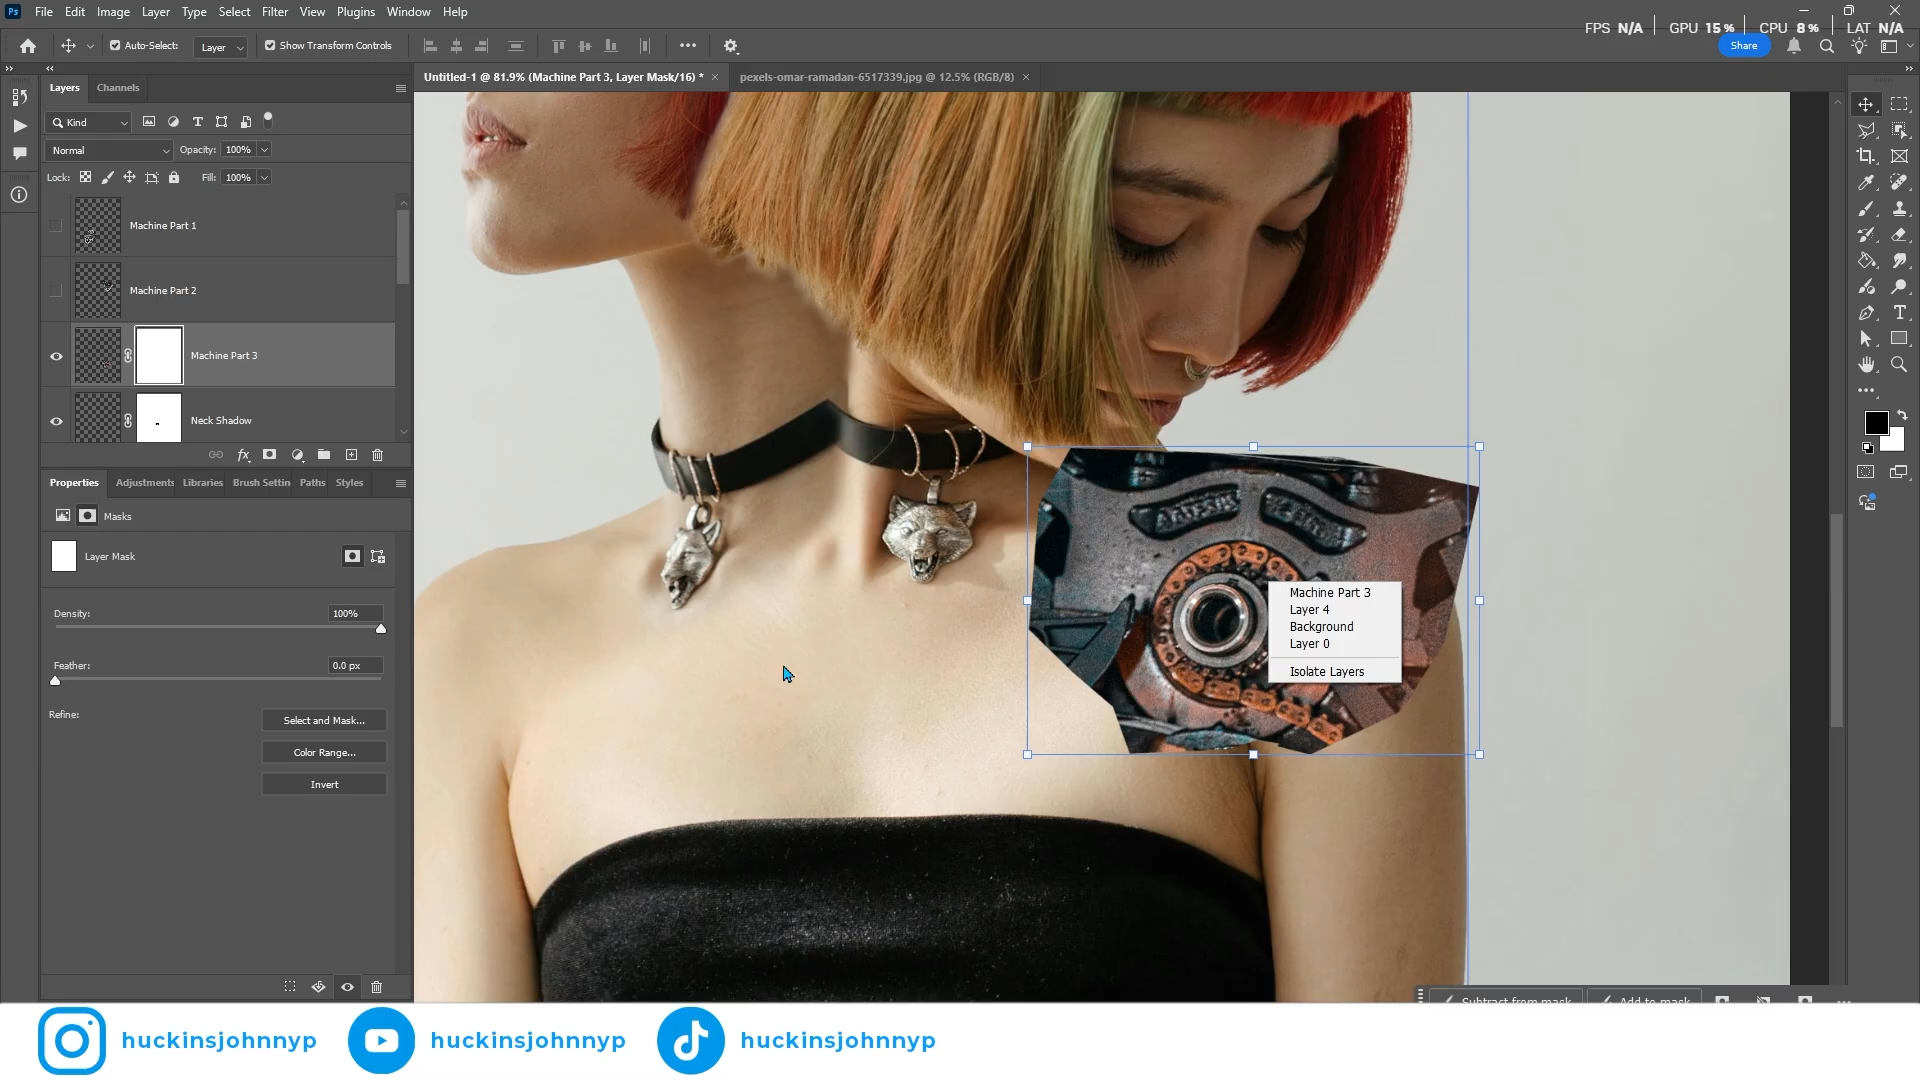 Ps File Edit Image Layer Type Select Filter View Plugins Window Help
FPS N/A GPU 15 % CPU 8 % LAT N/A
Auto-Select: Layer Show Transform Controls Share
Layers Channels
Untitled-1 @ 81.9% (Machine Part 3, Layer Mask/16) * × pexels-omar-ramadan-6517339.jpg @ 12.5% (RGB/8) ×
Kind
Normal Opacity: 100%
Lock: Fill: 100%
Machine Part 1
Machine Part 2
Machine Part 3
Neck Shadow
Properties Adjustments Libraries Brush Settin Paths Styles
Masks
Layer Mask
Density: 100%
Feather: 0.0 px
Refine: Select and Mask...
Color Range...
Invert
Machine Part 3
Layer 4
Background
Layer 0
Isolate Layers
Subtract from mask Add to mask
huckinsjohnnyp huckinsjohnnyp huckinsjohnnyp